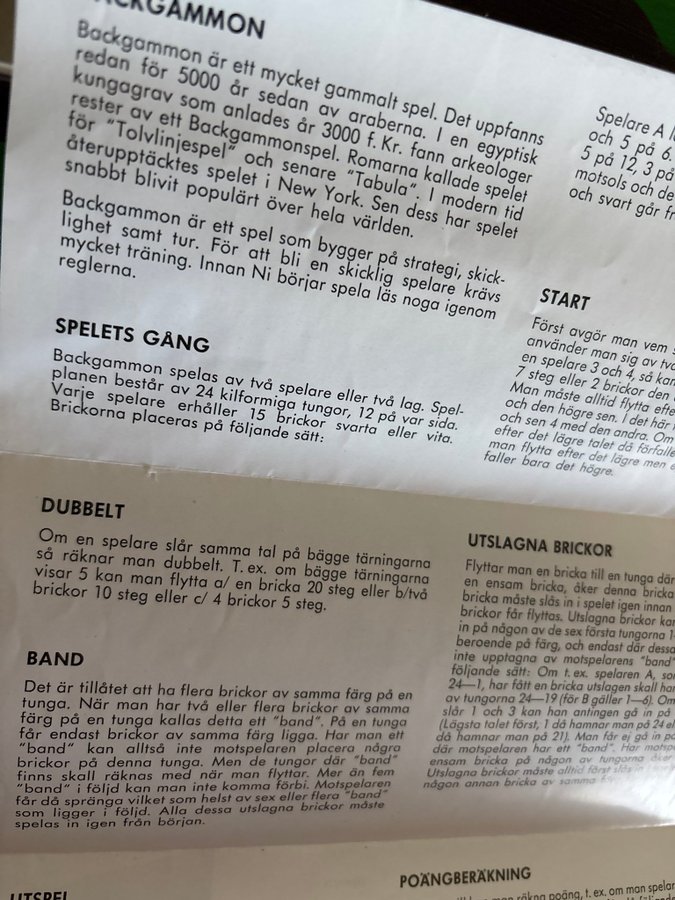 BACKGAMMON
Backgammon är ett mycket gammalt spel. Det uppfanns
redan för 5000 år sedan av araberna. I en egyptisk
kungagrav som anlades år 3000 f. Kr. fann arkeologer
rester av ett Backgammonspel. Romarna kallade spelet
för "Tolvlinjespel" och senare "Tabula". I modern tid
återupptäcktes spelet i New York. Sen dess har spelet
snabbt blivit populärt över hela världen.
Backgammon är ett spel som bygger på strategi, skick-
lighet samt tur. För att bli en skicklig spelare krävs
mycket träning. Innan Ni börjar spela läs noga igenom
reglerna.
SPELETS GÅNG
Backgammon spelas av två spelare eller två lag. Spel-
planen består av 24 kilformiga tungor, 12 på var sida.
Varje spelare erhåller 15 brickor svarta eller vita.
Brickorna placeras på följande sätt:
Spelare A
och 5 på 6.
5 på 12, 3 på
motsols och de
och svart går
START
Först avgör man vem
använder man sig av
en spelare 3 och 4, så kan
7 steg eller 2 brickor den
Man måste alltid flytta
och den högre sen. I det här
och sen 4 med den andra. Om
efter det lägre talet då
man flytta efter det lägre men
faller bara det högre.
DUBBELT
Om en spelare slår samma tal på bägge tärningarna
så räknar man dubbelt. T. ex. om bägge tärningarna
visar 5 kan man flytta a/ en bricka 20 steg eller b/två
brickor 10 steg eller c/ 4 brickor 5 steg.
BAND
Det är tillåtet att ha flera brickor av samma färg på en
tunga. När man har två eller flera brickor av samma
färg på en tunga kallas detta ett "band". På en tunga
får endast brickor av samma färg ligga. Har man ett
"band" kan alltså inte motspelaren placera några
brickor på denna tunga. Men de tungor där "band"
finns skall räknas med när man flyttar. Mer än fem
"band" i följd kan man inte komma förbi. Motspelaren
får då spränga vilket som helst av sex eller flera "band"
som ligger i följd. Alla dessa utslagna brickor måste
spelas in igen från början.
UTSLAGNA BRICKOR
Flyttar man en bricka till en tunga där
en ensam bricka, åker denna bricka
bricka måste slås in i spelet igen innan
brickor får flyttas. Utslagna brickor
in på någon av de sex första tungorna
beroende på färg, och endast där dessa
inte upptagna av motspelarens "band"
följande sätt: Om t. ex. spelaren A, som
24—1, har fått en bricka utslagen skall
av tungorna 24—19 (för B gäller 1—6). Om
slår 1 och 3 kan han antingen gå in på
(Lägsta talet först, 1 då hamnar man på 24
då hamnar man på 21). Man får ej gå in på
där motspelaren har ett "band". Har
ensam bricka på någon av tungorna åker
Utslagna brickor måste alltid först slås in
någon annan bricka av samma
UTSPEL
POÄNGBERÄKNING
man räkna poäng, t. ex. om man spelar